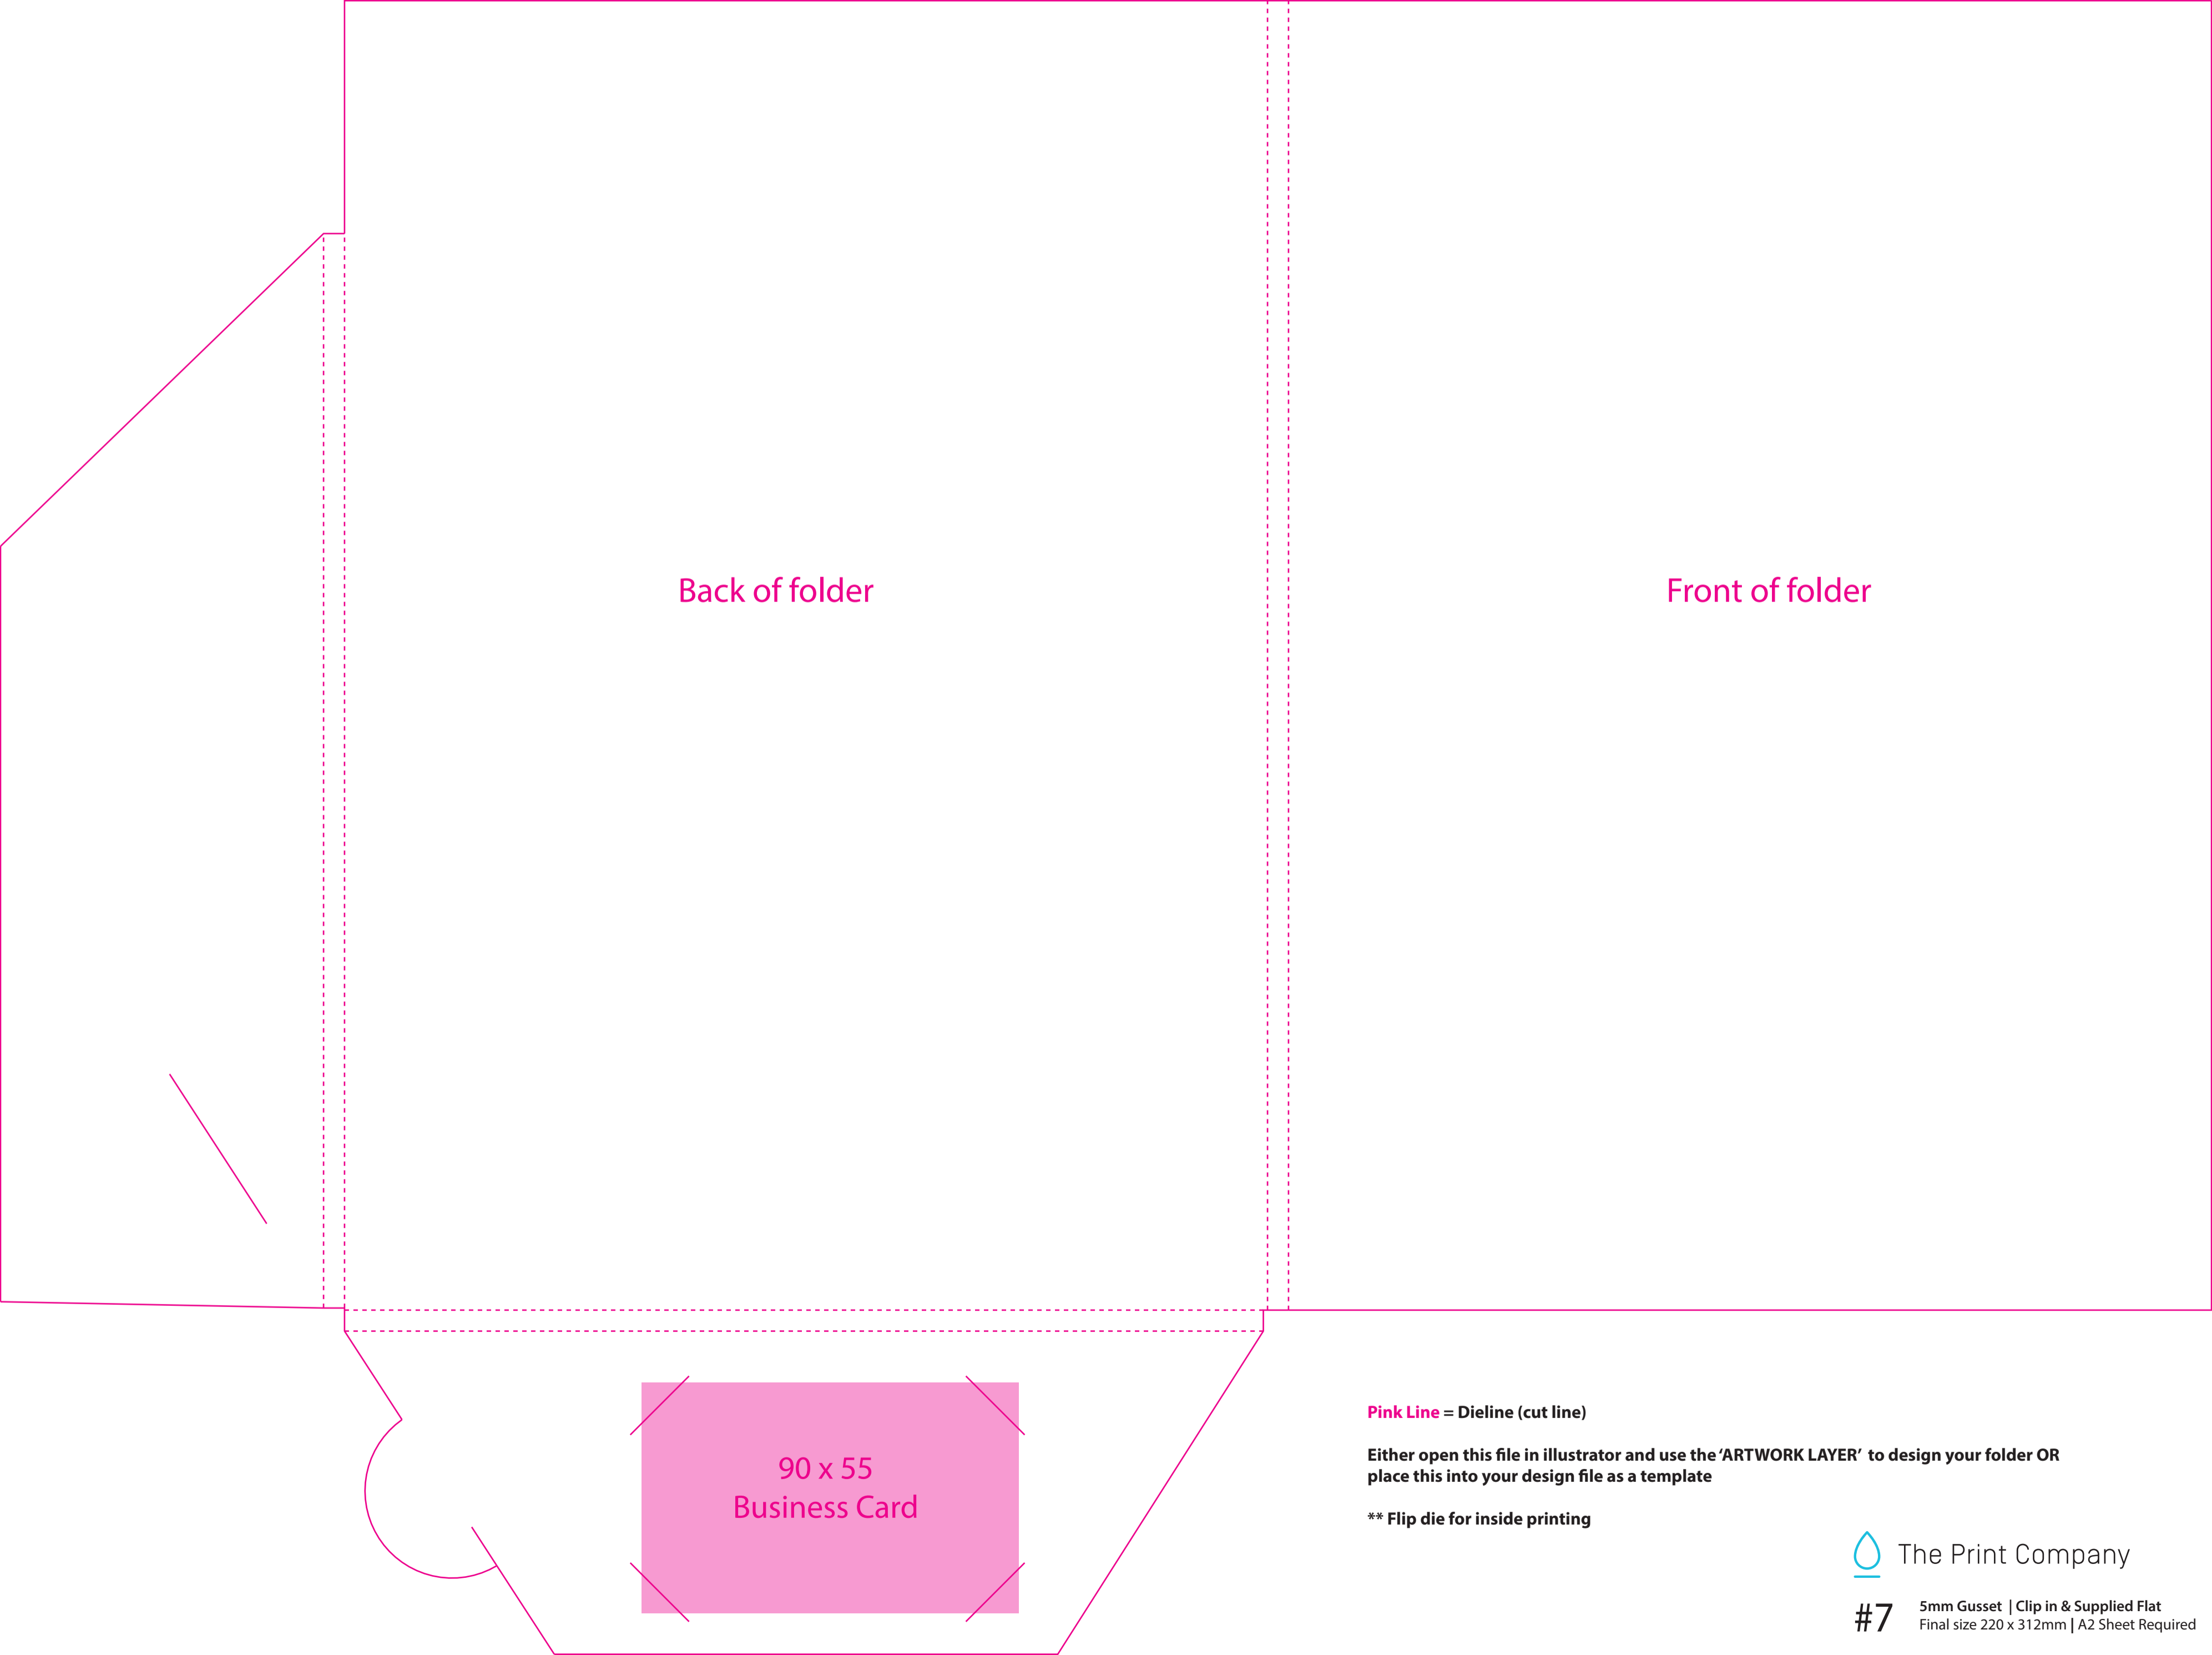 Back of folder
Front of folder
90 x 55
Business Card
Pink Line = Dieline (cut line)
Either open this file in illustrator and use the ‘ARTWORK LAYER’ to design your folder OR
place this into your design file as a template
** Flip die for inside printing
The Print Company
#7
5mm Gusset | Clip in & Supplied Flat
Final size 220 x 312mm | A2 Sheet Required